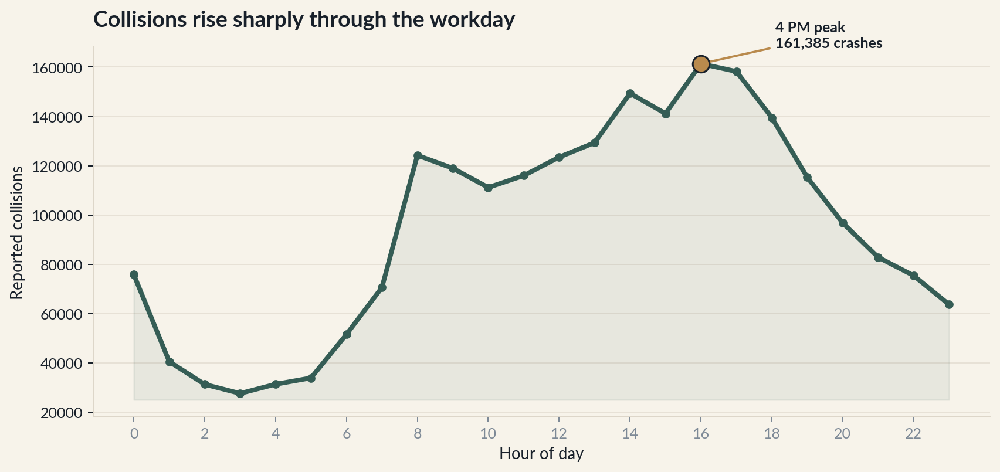 Collisions rise sharply through the workday
4 PM peak
161,385 crashes
Reported collisions
160000
140000
120000
100000
80000
60000
40000
20000
0 2 4 6 8 10 12 14 16 18 20 22
Hour of day